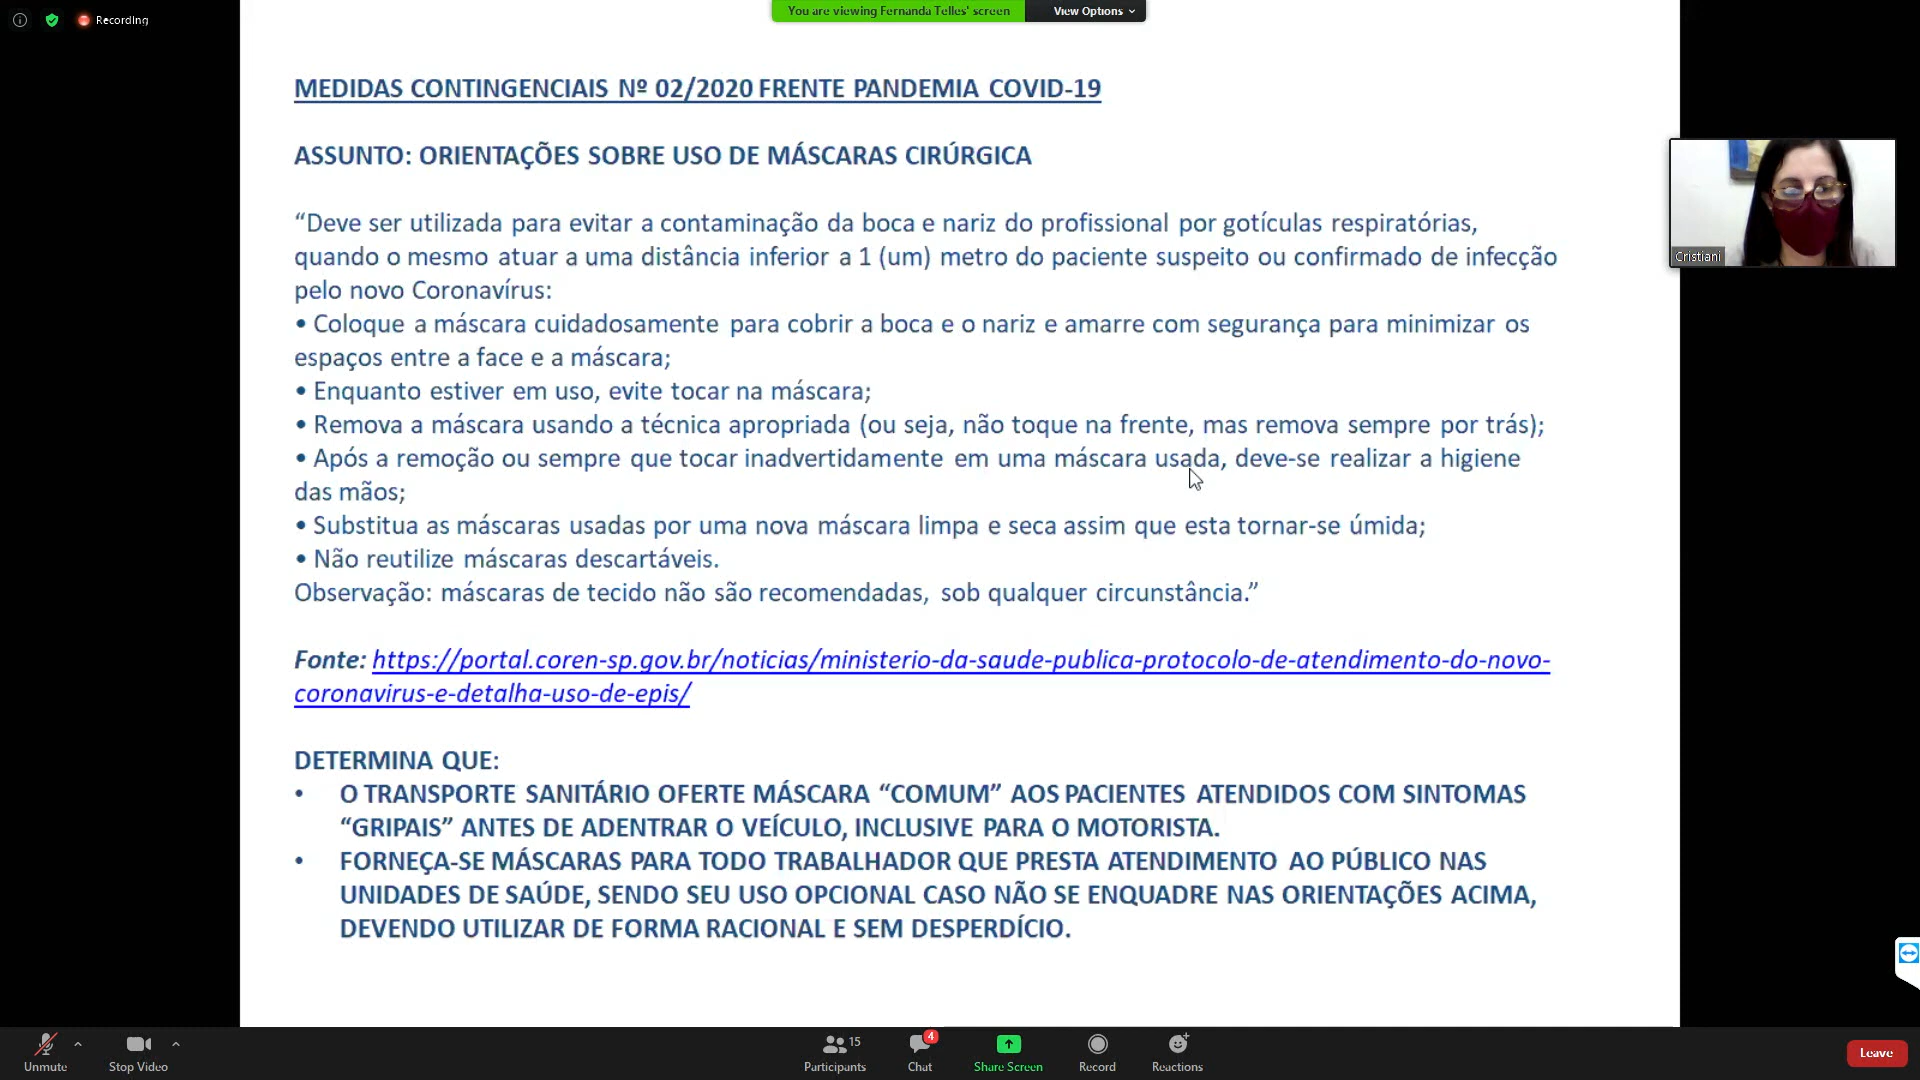 Recording
You are viewing Fernanda Telles' screen
View Options
MEDIDAS CONTINGENCIAIS Nº 02/2020 FRENTE PANDEMIA COVID-19
ASSUNTO: ORIENTAÇÕES SOBRE USO DE MÁSCARAS CIRÚRGICA
“Deve ser utilizada para evitar a contaminação da boca e nariz do profissional por gotículas respiratórias,
quando o mesmo atuar a uma distância inferior a 1 (um) metro do paciente suspeito ou confirmado de infecção
pelo novo Coronavírus:
• Coloque a máscara cuidadosamente para cobrir a boca e o nariz e amarre com segurança para minimizar os
espaços entre a face e a máscara;
• Enquanto estiver em uso, evite tocar na máscara;
• Remova a máscara usando a técnica apropriada (ou seja, não toque na frente, mas remova sempre por trás);
• Após a remoção ou sempre que tocar inadvertidamente em uma máscara usada, deve-se realizar a higiene
das mãos;
• Substitua as máscaras usadas por uma nova máscara limpa e seca assim que esta tornar-se úmida;
• Não reutilize máscaras descartáveis.
Observação: máscaras de tecido não são recomendadas, sob qualquer circunstância.”
Fonte: https://portal.coren-sp.gov.br/noticias/ministerio-da-saude-publica-protocolo-de-atendimento-do-novo-
coronavirus-e-detalha-uso-de-epis/
DETERMINA QUE:
• O TRANSPORTE SANITÁRIO OFERTE MÁSCARA “COMUM” AOS PACIENTES ATENDIDOS COM SINTOMAS
“GRIPAIS” ANTES DE ADENTRAR O VEÍCULO, INCLUSIVE PARA O MOTORISTA.
• FORNEÇA-SE MÁSCARAS PARA TODO TRABALHADOR QUE PRESTA ATENDIMENTO AO PÚBLICO NAS
UNIDADES DE SAÚDE, SENDO SEU USO OPCIONAL CASO NÃO SE ENQUADRE NAS ORIENTAÇÕES ACIMA,
DEVENDO UTILIZAR DE FORMA RACIONAL E SEM DESPERDÍCIO.
Cristiani
Unmute
Stop Video
15
Participants
4
Chat
Share Screen
Record
Reactions
Leave